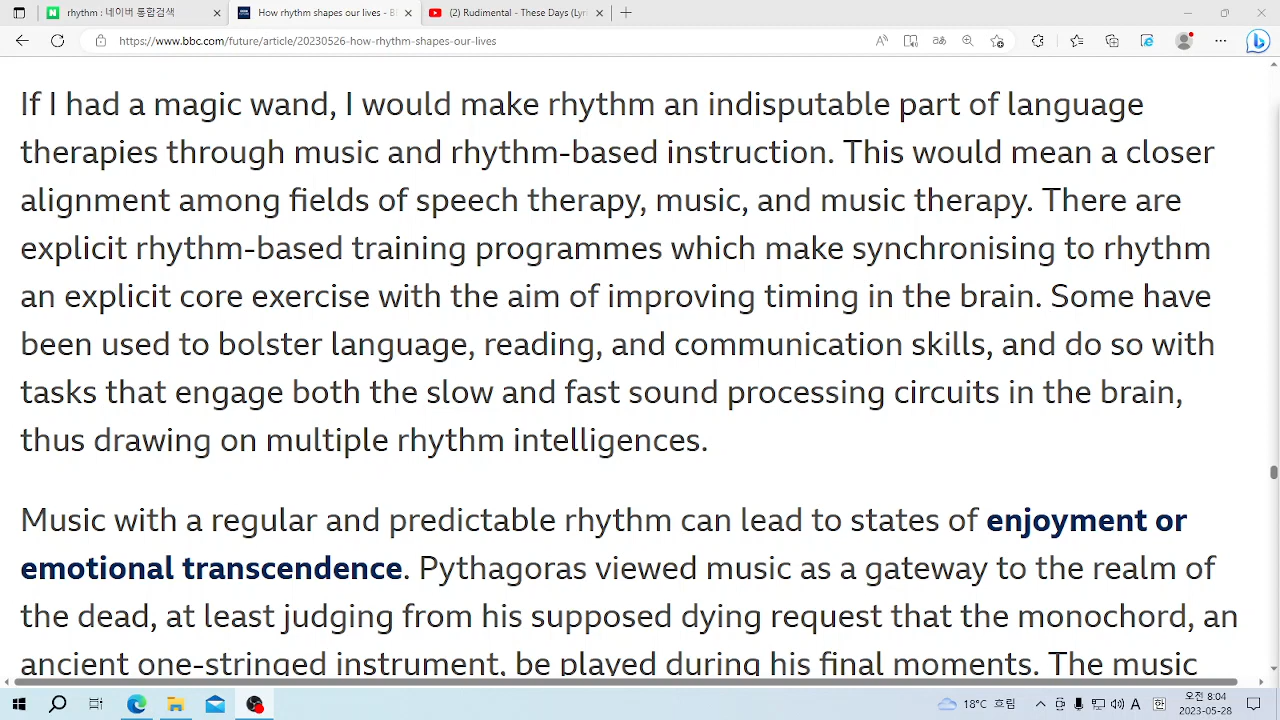 rhythm : 네이버 통합검색
How rhythm shapes our lives - B
(2) Rudimental - These Days (Lyr
https://www.bbc.com/future/article/20230526-how-rhythm-shapes-our-lives
If I had a magic wand, I would make rhythm an indisputable part of language
therapies through music and rhythm-based instruction. This would mean a closer
alignment among fields of speech therapy, music, and music therapy. There are
explicit rhythm-based training programmes which make synchronising to rhythm
an explicit core exercise with the aim of improving timing in the brain. Some have
been used to bolster language, reading, and communication skills, and do so with
tasks that engage both the slow and fast sound processing circuits in the brain,
thus drawing on multiple rhythm intelligences.
Music with a regular and predictable rhythm can lead to states of enjoyment or
emotional transcendence. Pythagoras viewed music as a gateway to the realm of
the dead, at least judging from his supposed dying request that the monochord, an
ancient one-stringed instrument, be played during his final moments. The music
18°C 흐림
A
오전 8:04
2023-05-28